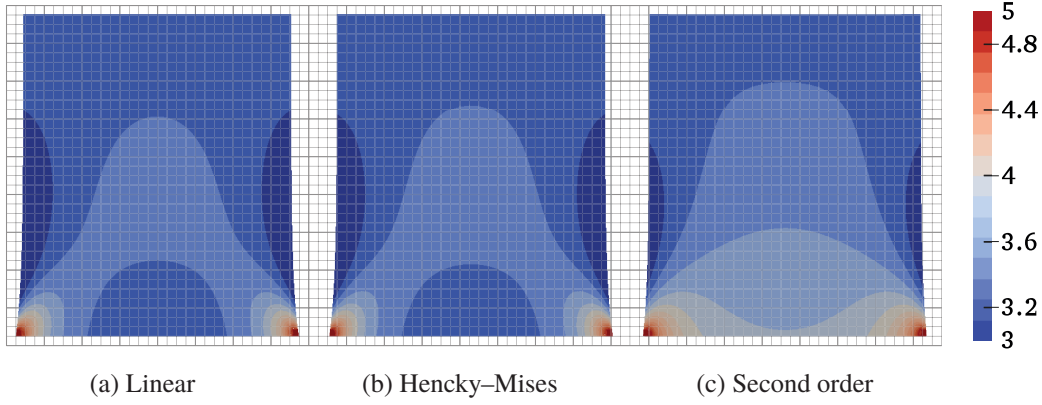 5
4.8
4.4
4
3.6
3.2
3
(a) Linear
(b) Hencky–Mises
(c) Second order